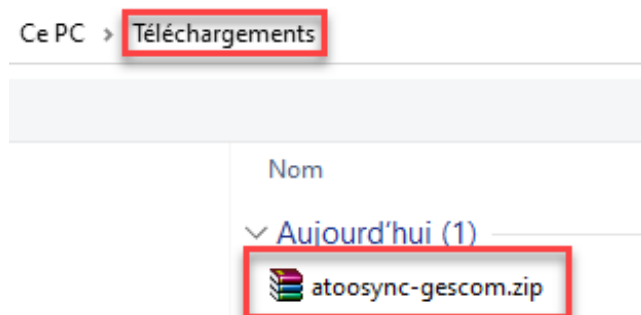 Ce PC > Téléchargements
Nom
Aujourd'hui (1)
atoosync-gescom.zip